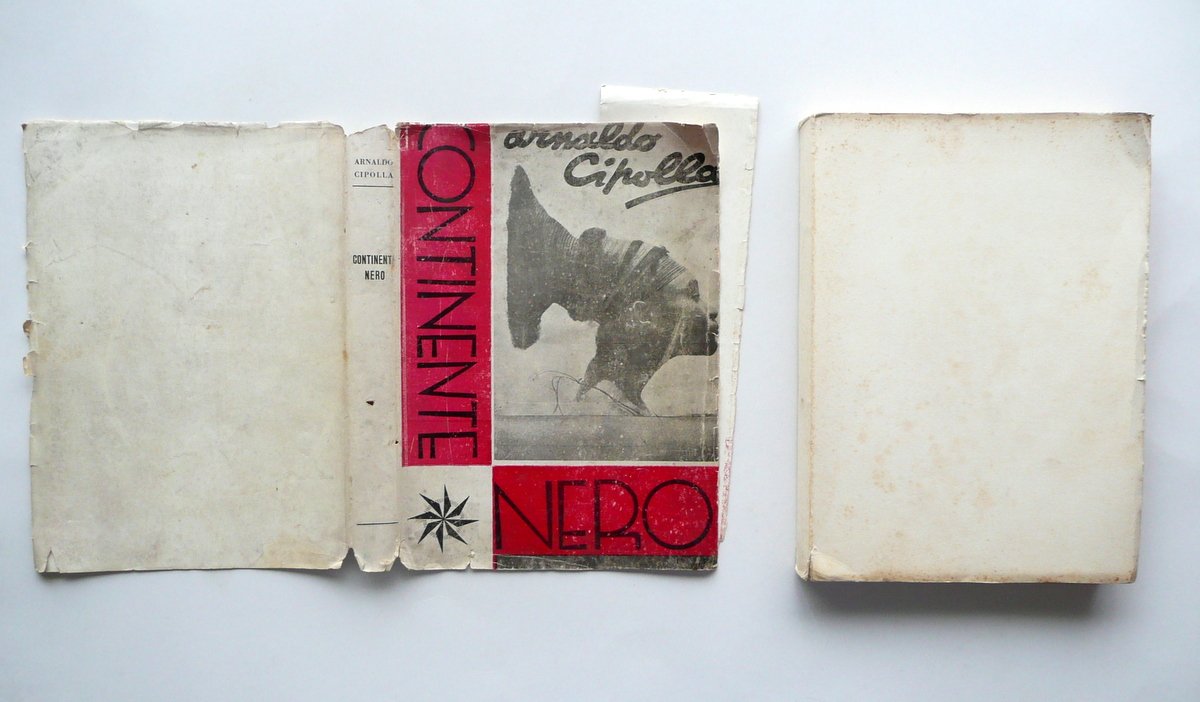 ARNALDO
CIPOLLA
CONTINENTE
NERO
arnaldo
Cipolla
CONTINENTE
NERO